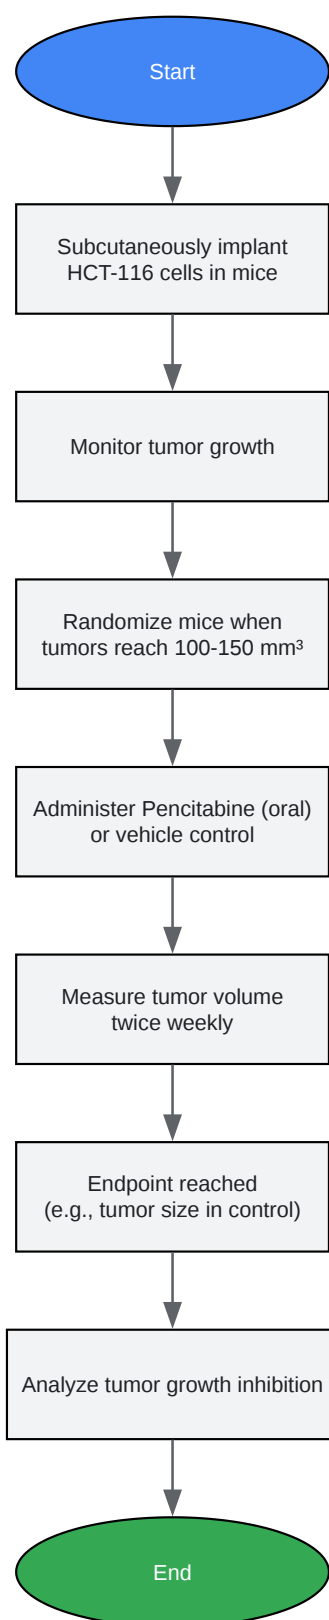 Start
Subcutaneously implant
HCT-116 cells in mice
Monitor tumor growth
Randomize mice when
tumors reach 100-150 mm³
Administer Pencitabine (oral)
or vehicle control
Measure tumor volume
twice weekly
Endpoint reached
(e.g., tumor size in control)
Analyze tumor growth inhibition
End